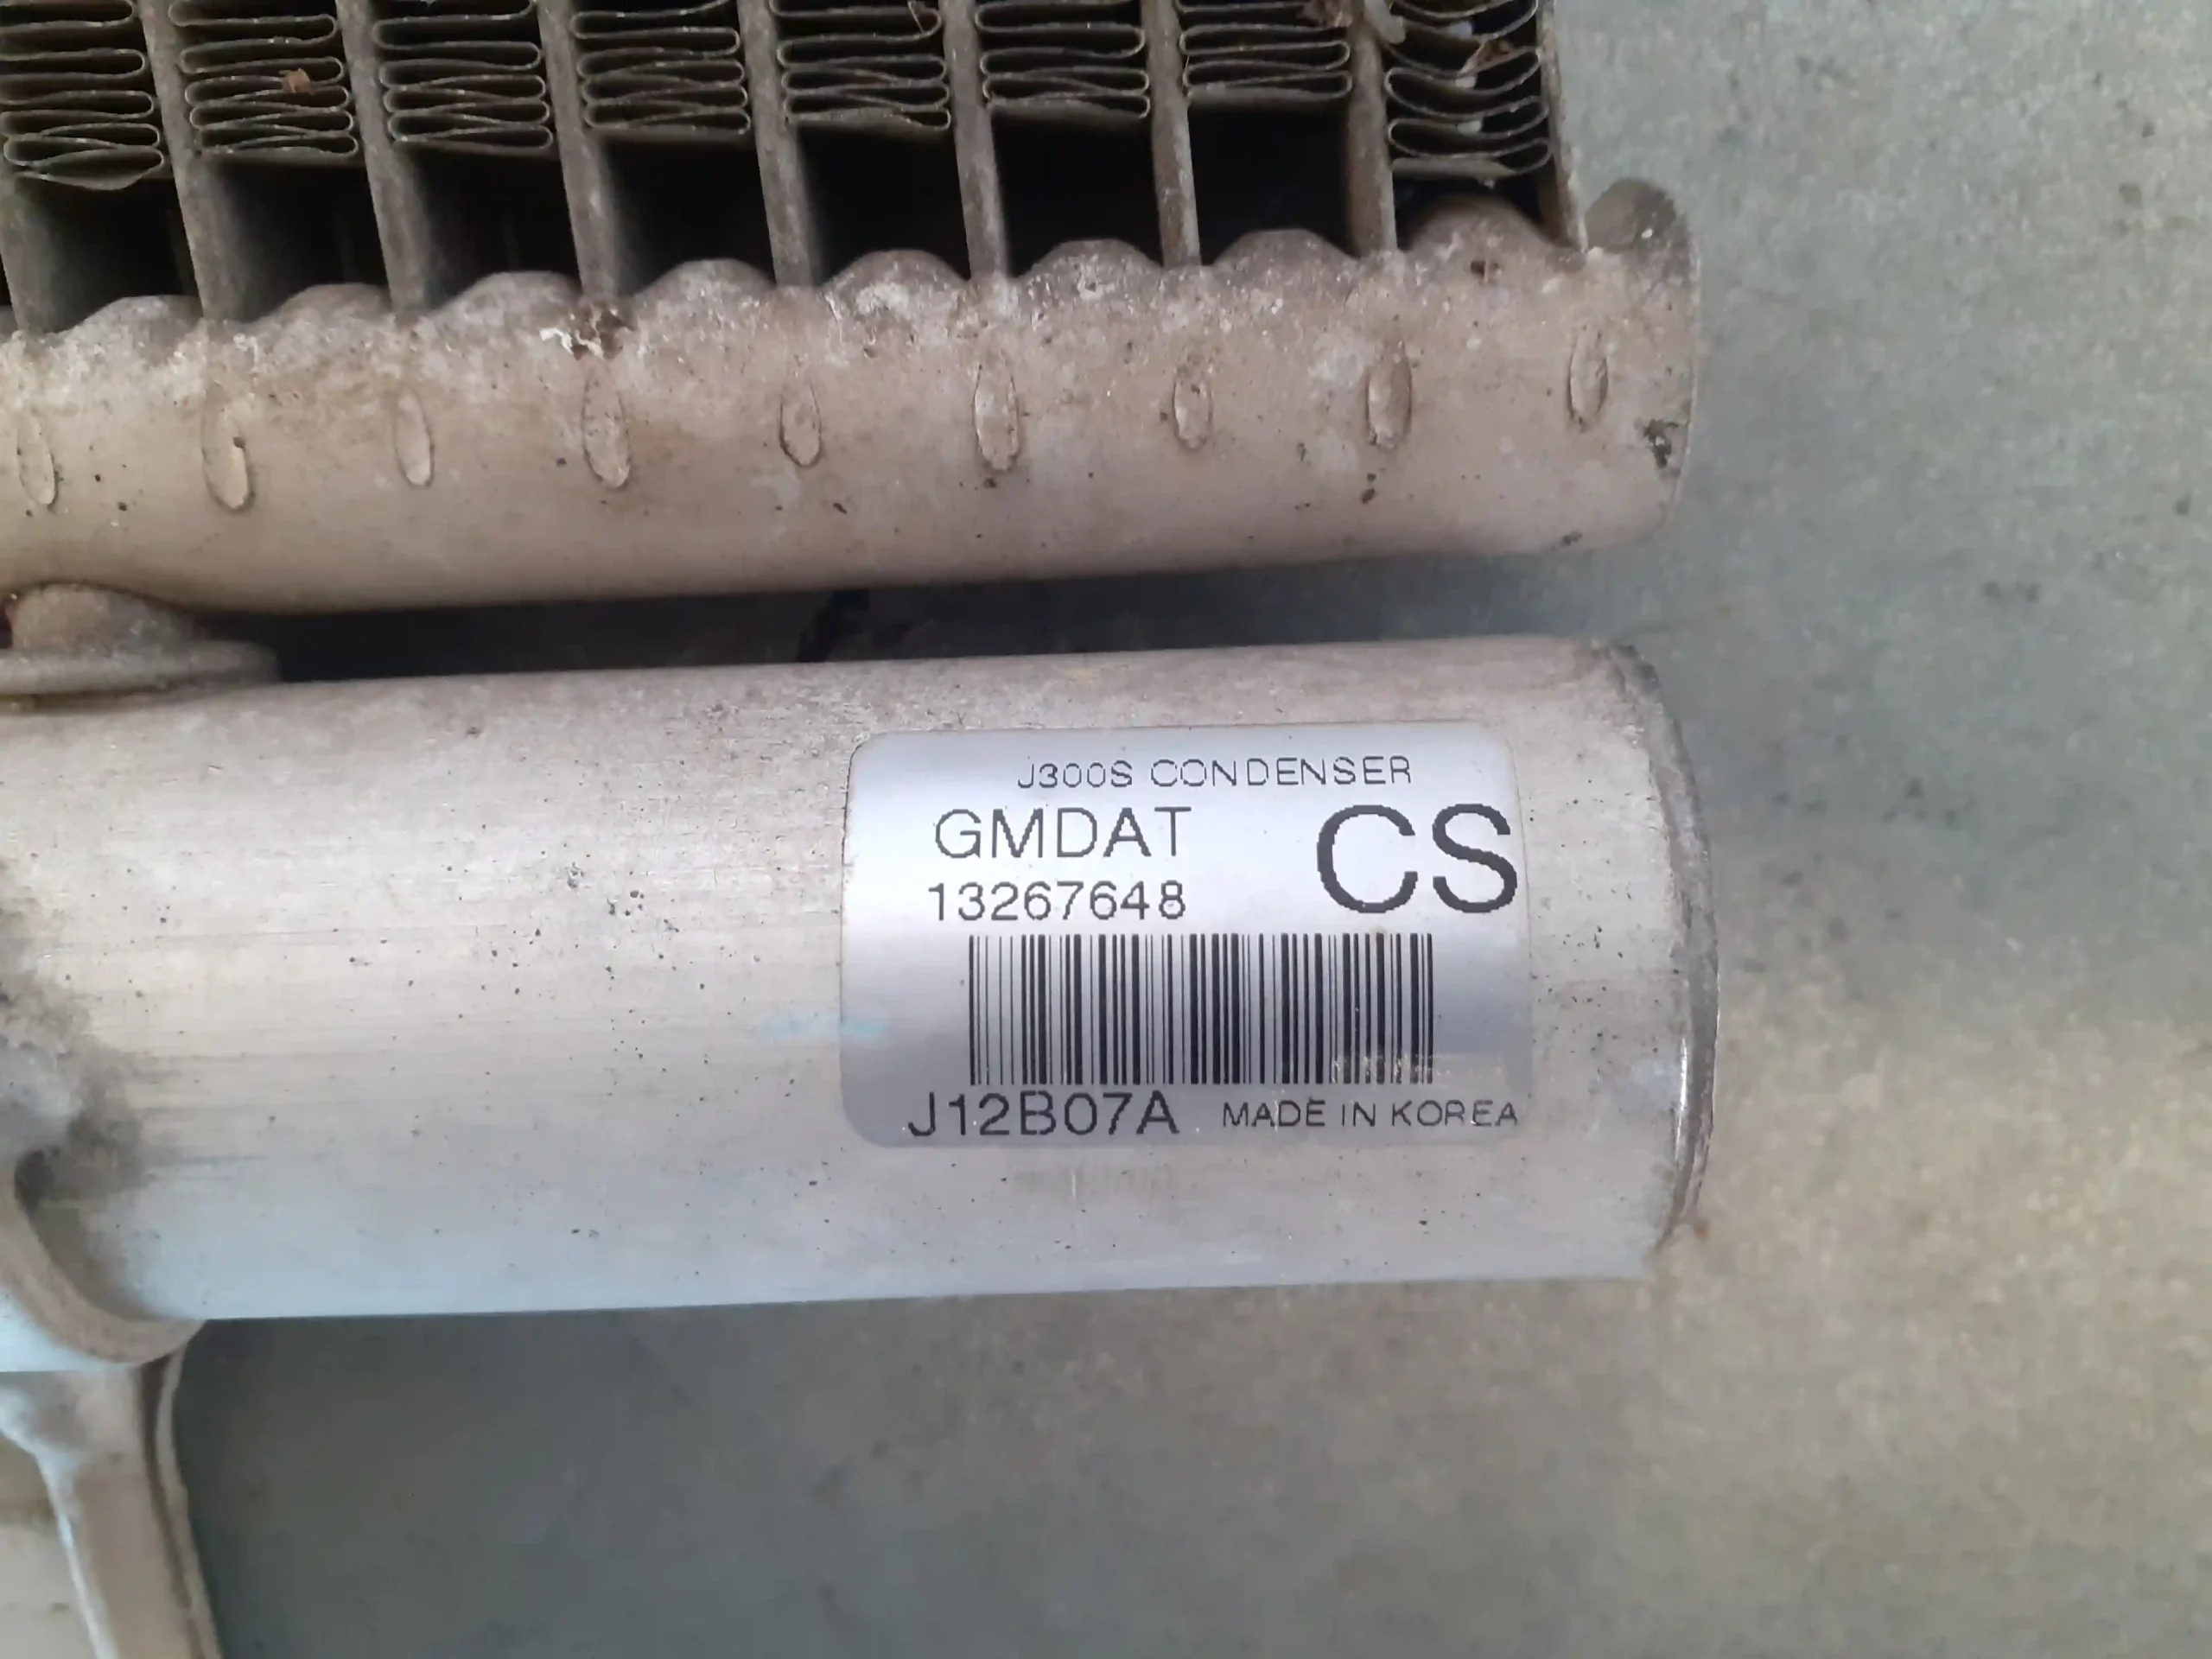 J300S CONDENSER
GMDAT CS
13267648
J12B07A MADE IN KOREA